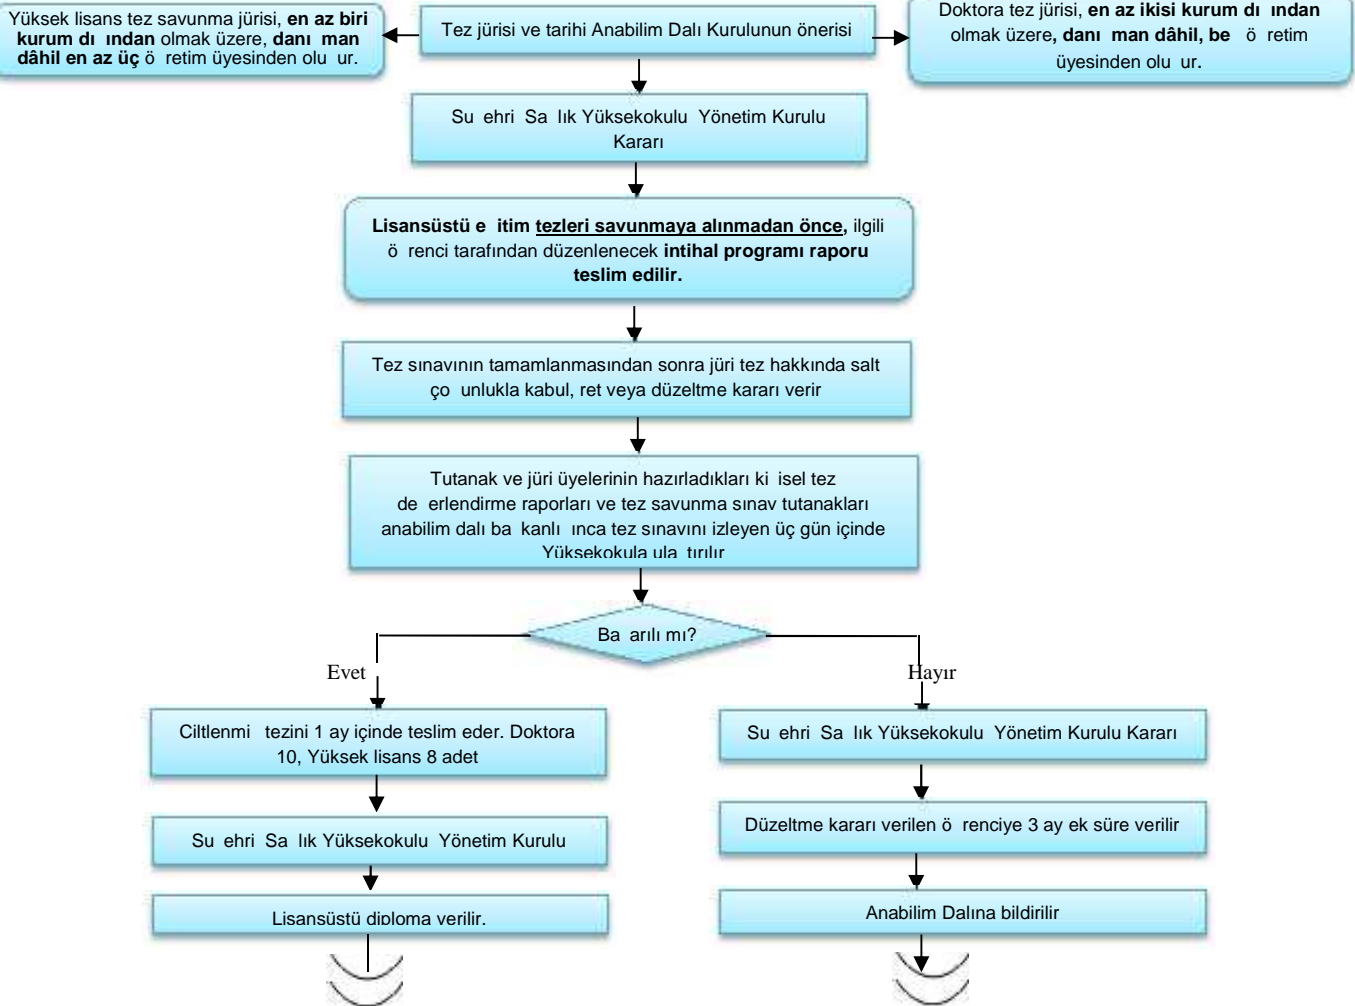 Yüksek lisans tez savunma jürisi, en az biri
kurum dı ından olmak üzere, danı man
dâhil en az üç ö retim üyesinden olu ur.
Tez jürisi ve tarihi Anabilim Dalı Kurulunun önerisi
Doktora tez jürisi, en az ikisi kurum dı ından
olmak üzere, danı man dâhil, be ö retim
üyesinden olu ur.
Su ehri Sa lık Yüksekokulu Yönetim Kurulu
Kararı
Lisansüstü e itim tezleri savunmaya alınmadan önce, ilgili
ö renci tarafından düzenlenecek intihal programı raporu
teslim edilir.
Tez sınavının tamamlanmasından sonra jüri tez hakkında salt
ço unlukla kabul, ret veya düzeltme kararı verir
Tutanak ve jüri üyelerinin hazırladıkları ki isel tez
de erlendirme raporları ve tez savunma sınav tutanakları
anabilim dalı ba kanlı ınca tez sınavını izleyen üç gün içinde
Yüksekokula ula tırılır
Ba arılı mı?
Evet
Hayır
Ciltlenmi tezini 1 ay içinde teslim eder. Doktora
10, Yüksek lisans 8 adet
Su ehri Sa lık Yüksekokulu Yönetim Kurulu Kararı
Su ehri Sa lık Yüksekokulu Yönetim Kurulu
Düzeltme kararı verilen ö renciye 3 ay ek süre verilir
Lisansüstü diploma verilir.
Anabilim Dalına bildirilir